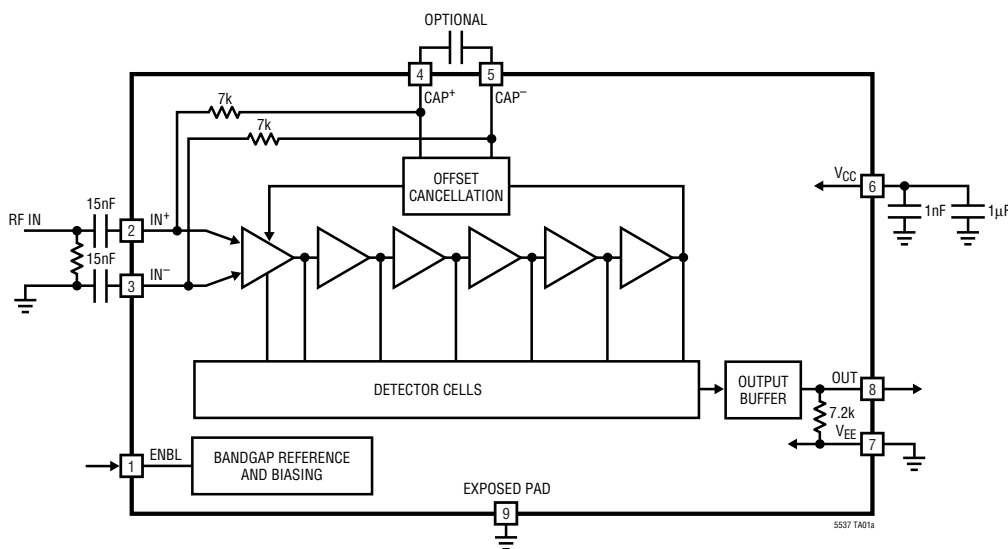 OPTIONAL
4
5
7k
CAP+
CAP–
7k
OFFSET
CANCELLATION
VCC
6
1nF
1µF
15nF
RF IN
2
IN+
15nF
3
IN–
DETECTOR CELLS
OUTPUT
BUFFER
OUT
8
7.2k
VEE
7
1
ENBL
BANDGAP REFERENCE
AND BIASING
EXPOSED PAD
9
5537 TA01a